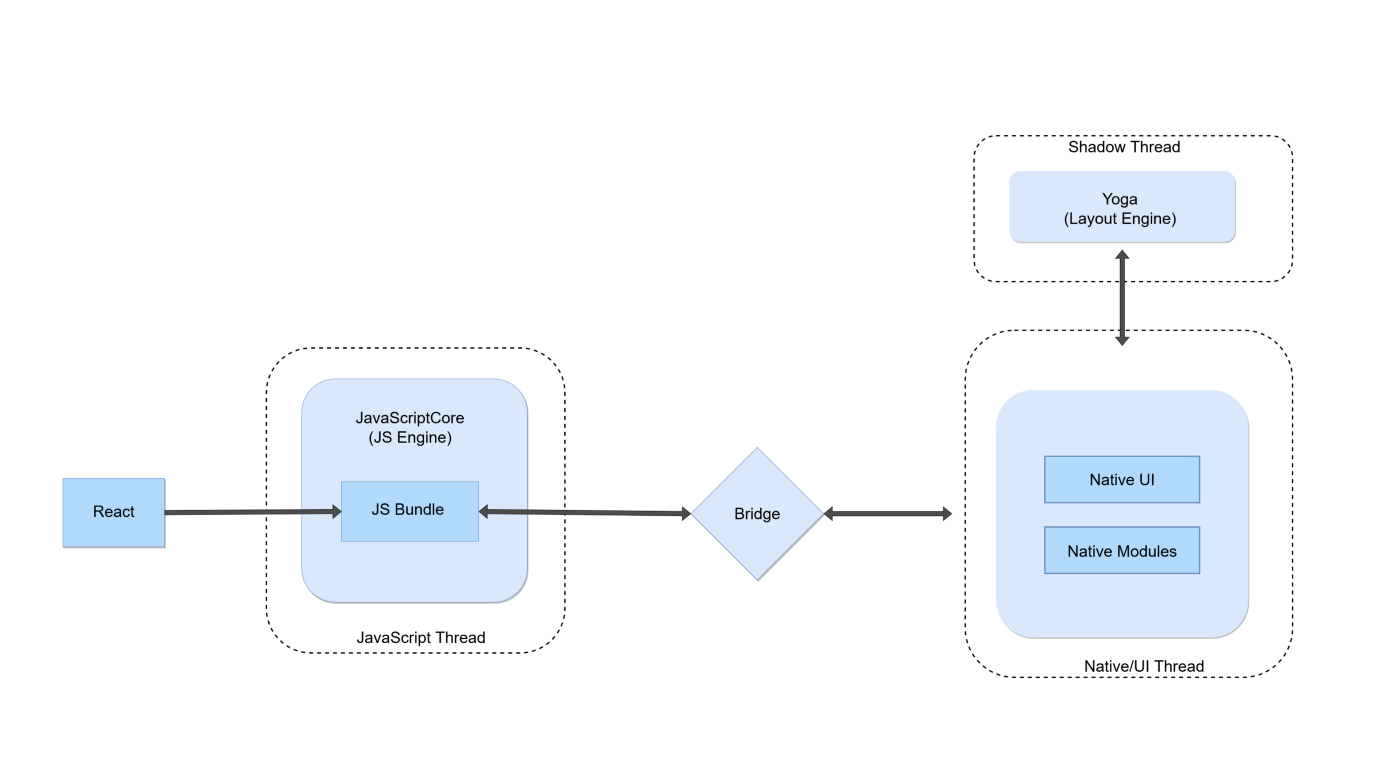 Shadow Thread
Yoga
(Layout Engine)
JavaScriptCore
(JS Engine)
React
JS Bundle
Bridge
Native UI
Native Modules
JavaScript Thread
Native/UI Thread